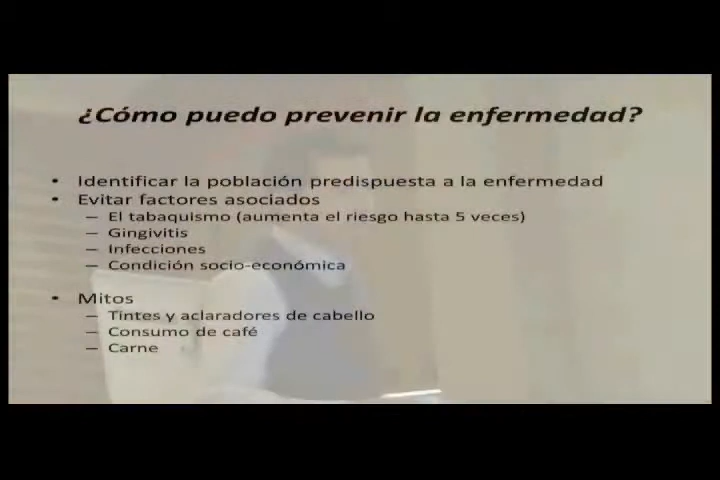 ¿Cómo puedo prevenir la enfermedad?
• Identificar la población predispuesta a la enfermedad
• Evitar factores asociados
– El tabaquismo (aumenta el riesgo hasta 5 veces)
– Gingivitis
– Infecciones
– Condición socio-económica
• Mitos
– Tintes y aclaradores de cabello
– Consumo de café
– Carne